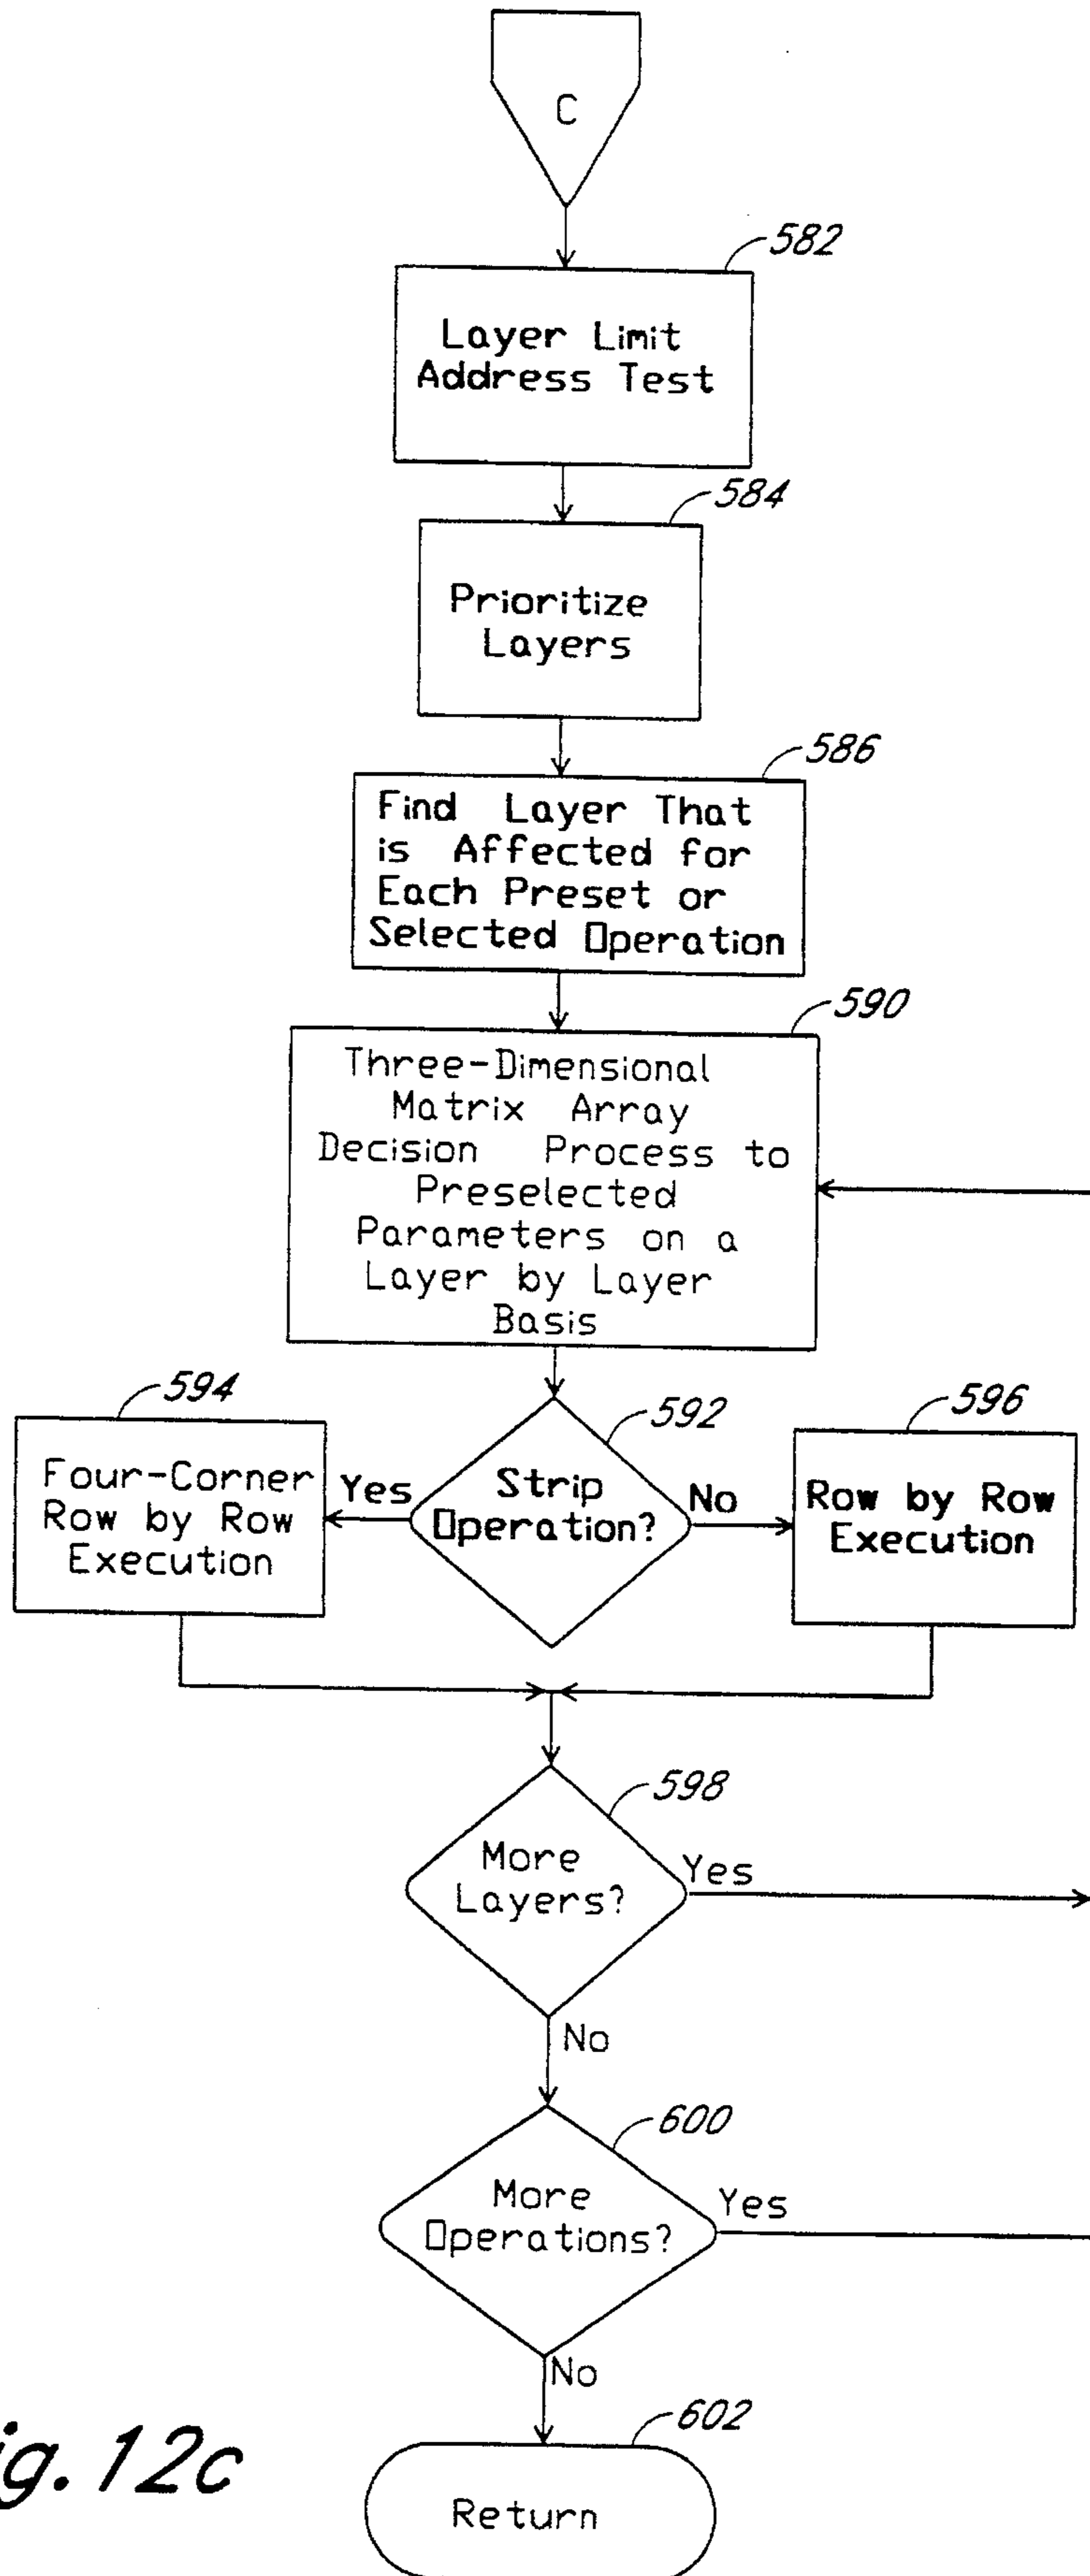 C
582
Layer Limit
Address Test
584
Prioritize
Layers
586
Find Layer That
is Affected for
Each Preset or
Selected Operation
590
Three-Dimensional
Matrix Array
Decision Process to
Preselected
Parameters on a
Layer by Layer
Basis
594
Four-Corner
Row by Row
Execution
Yes
592
Strip
Operation?
No
596
Row by Row
Execution
598
More
Layers?
Yes
No
600
More
Operations?
Yes
No
602
Return
ig. 12c